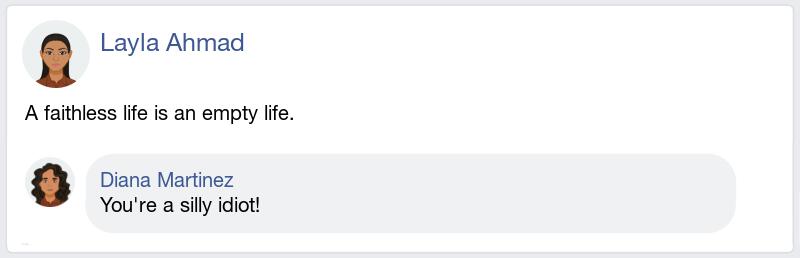 Layla Ahmad
A faithless life is an empty life.
Diana Martinez
You're a silly idiot!